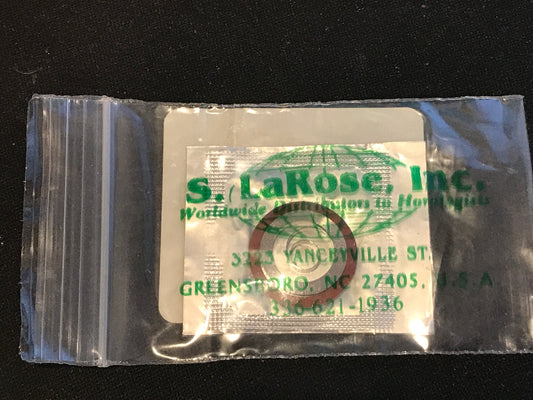 S. LaRose, Inc.
Worldwide Distributors to Horologists
3223 YANCEYVILLE ST.
GREENSBORO, NC 27405, U.S.A
336-621-1936